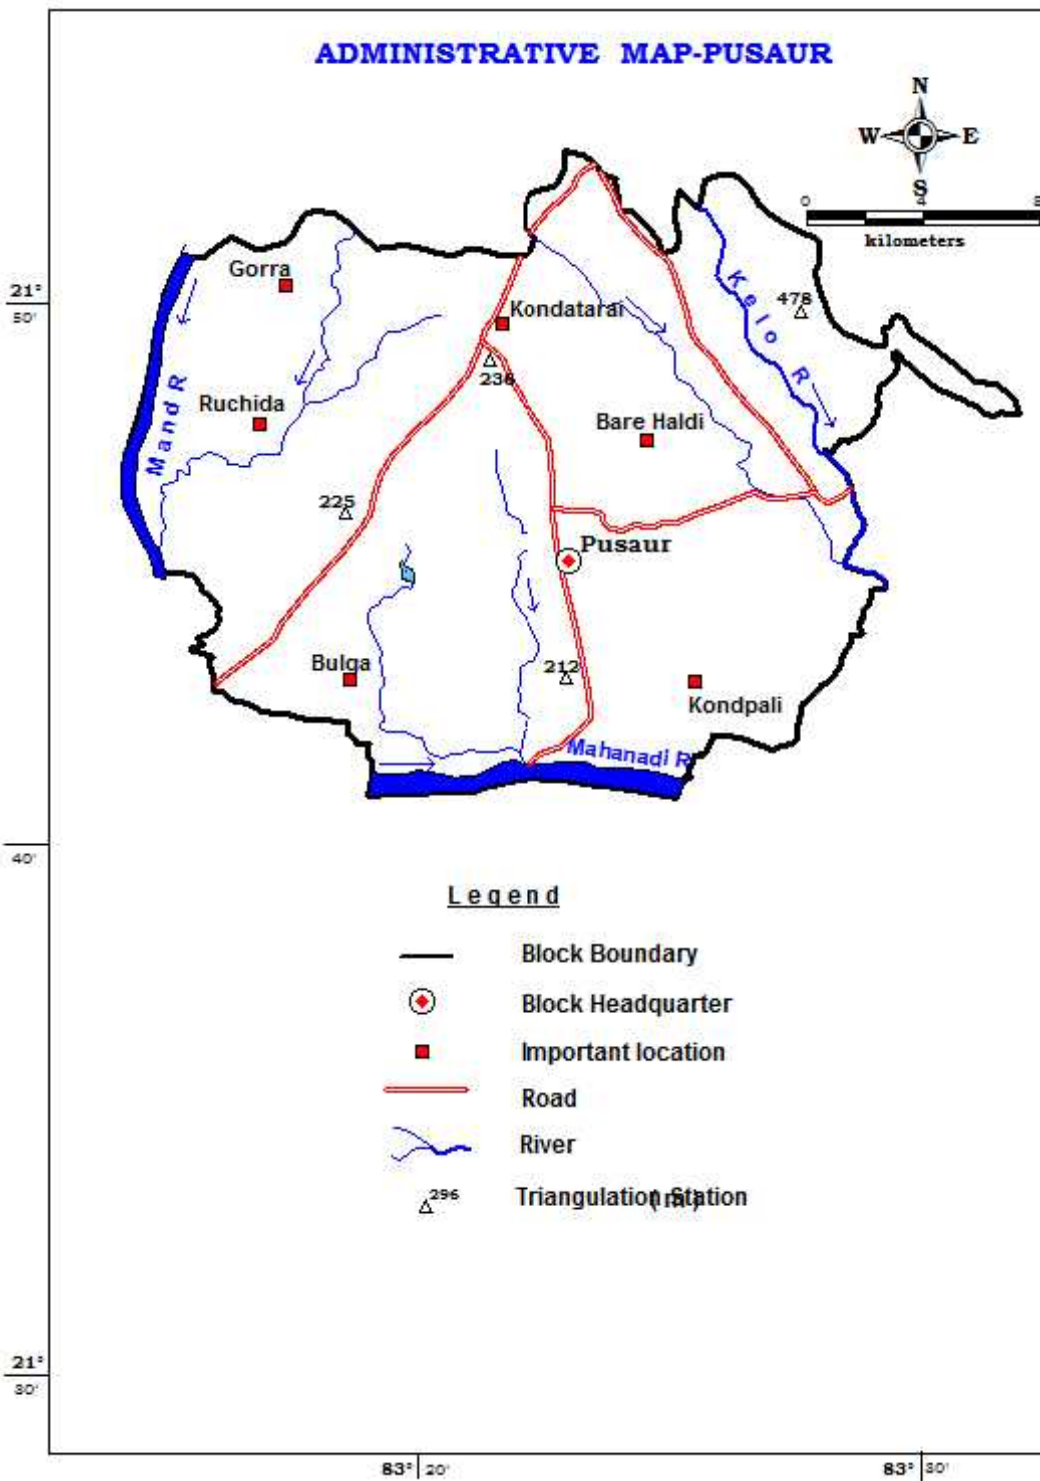 ADMINISTRATIVE MAP-PUSAUR
N
W E
S
0 4 8
kilometers
21°
50'
Gorra
Kondatarai
236
478
Kelo R
Mand R
Ruchida
Bare Haldi
225
Pusaur
Bulga
212
Kondpali
Mahanadi R
40'
Legend
Block Boundary
Block Headquarter
Important location
Road
River
296 Triangulation Station
(m)
21°
30'
83° 20'
83° 30'